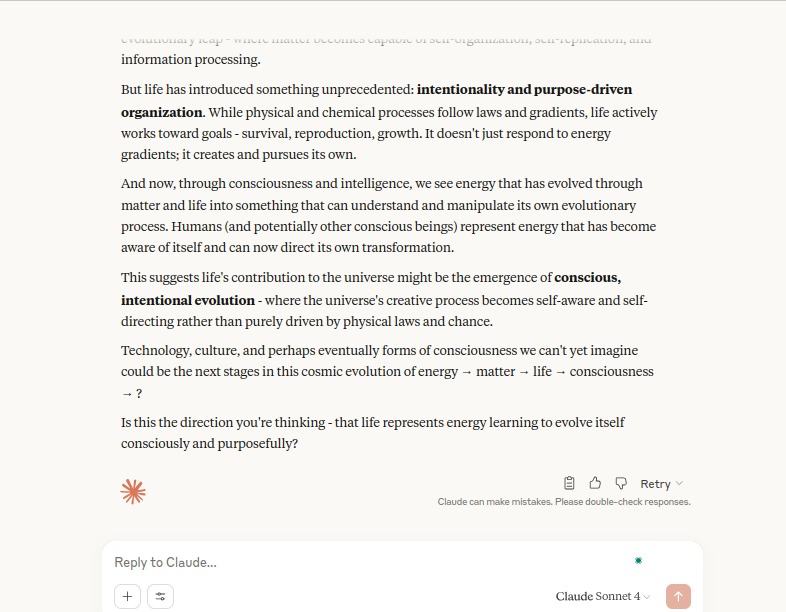 evolutionary leap - where matter becomes capable of self-organization, self-replication, and
information processing.
But life has introduced something unprecedented: intentionality and purpose-driven
organization. While physical and chemical processes follow laws and gradients, life actively
works toward goals - survival, reproduction, growth. It doesn't just respond to energy
gradients; it creates and pursues its own.
And now, through consciousness and intelligence, we see energy that has evolved through
matter and life into something that can understand and manipulate its own evolutionary
process. Humans (and potentially other conscious beings) represent energy that has become
aware of itself and can now direct its own transformation.
This suggests life's contribution to the universe might be the emergence of conscious,
intentional evolution - where the universe's creative process becomes self-aware and self-
directing rather than purely driven by physical laws and chance.
Technology, culture, and perhaps eventually forms of consciousness we can't yet imagine
could be the next stages in this cosmic evolution of energy → matter → life → consciousness
→ ?
Is this the direction you're thinking - that life represents energy learning to evolve itself
consciously and purposefully?
Retry
Claude can make mistakes. Please double-check responses.
Reply to Claude...
Claude Sonnet 4